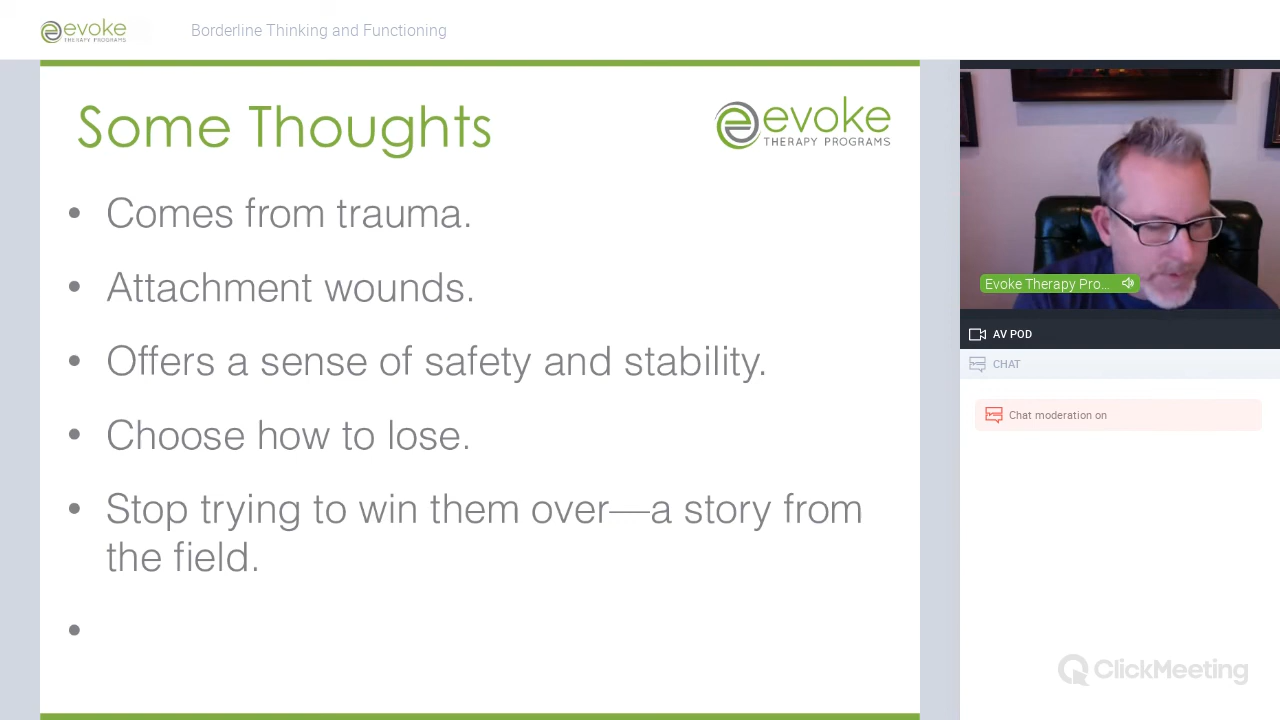 evoke
THERAPY PROGRAMS
Borderline Thinking and Functioning
Some Thoughts
evoke
THERAPY PROGRAMS
• Comes from trauma.
• Attachment wounds.
• Offers a sense of safety and stability.
• Choose how to lose.
• Stop trying to win them over—a story from
the field.
•
Evoke Therapy Pro...
AV POD
CHAT
Chat moderation on
ClickMeeting